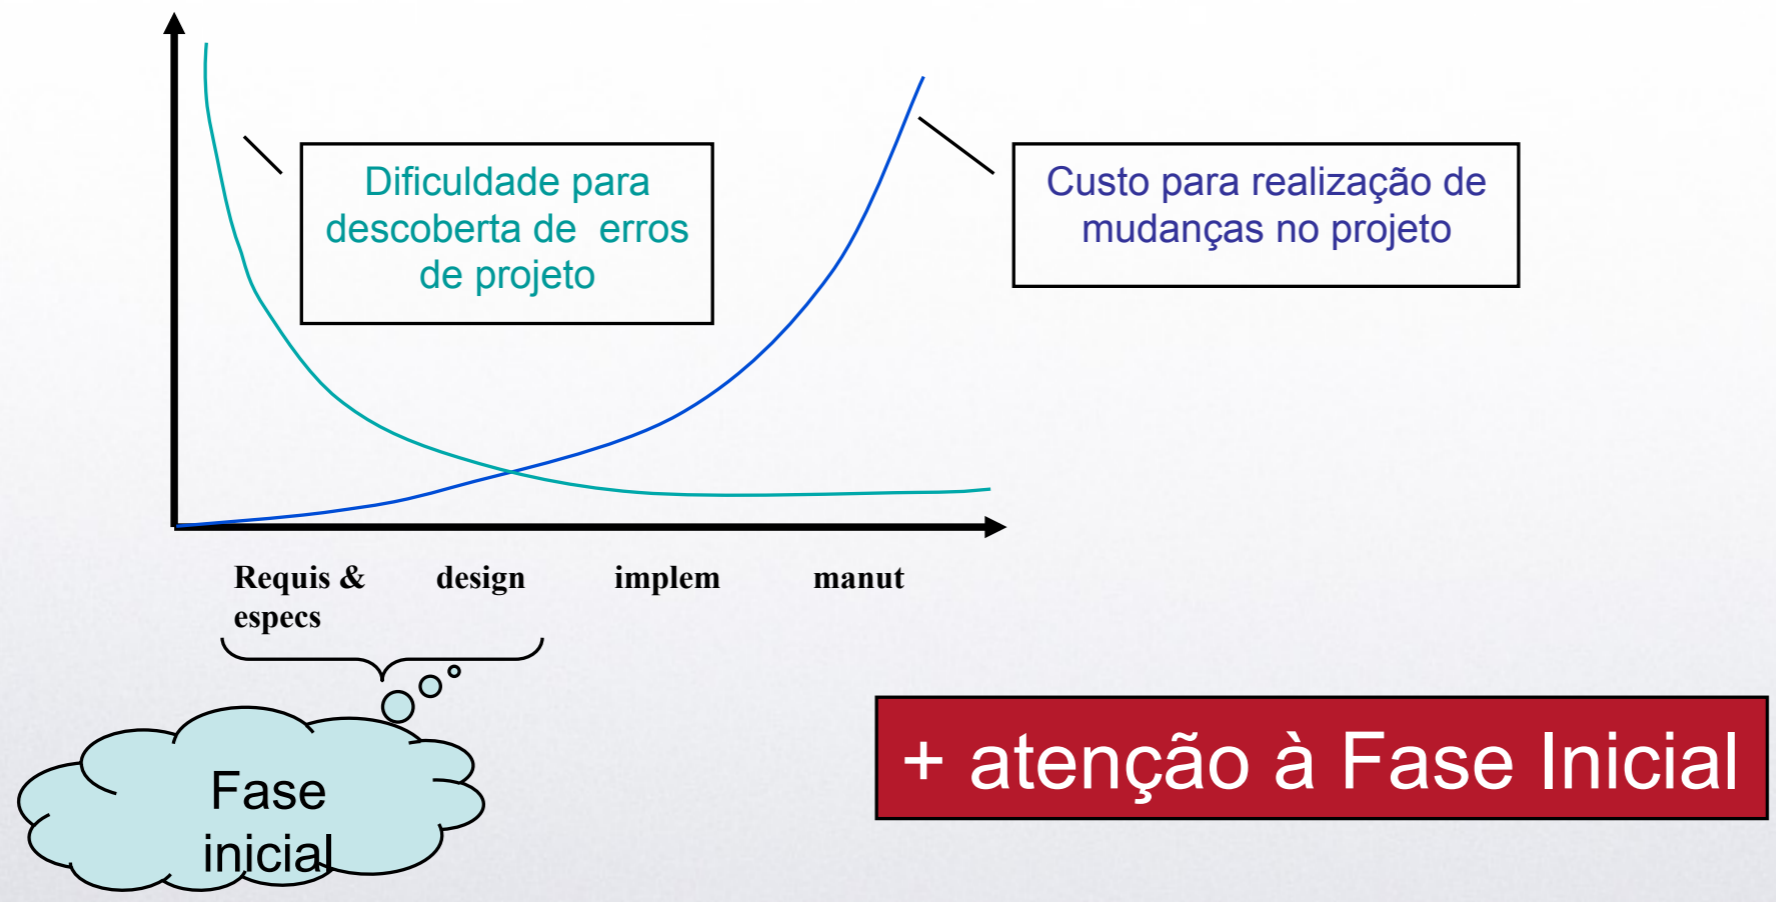 Dificuldade para
descoberta de erros
de projeto
Custo para realização de
mudanças no projeto
Requis &
especs
design
implem
manut
Fase
inicial
+ atenção à Fase Inicial